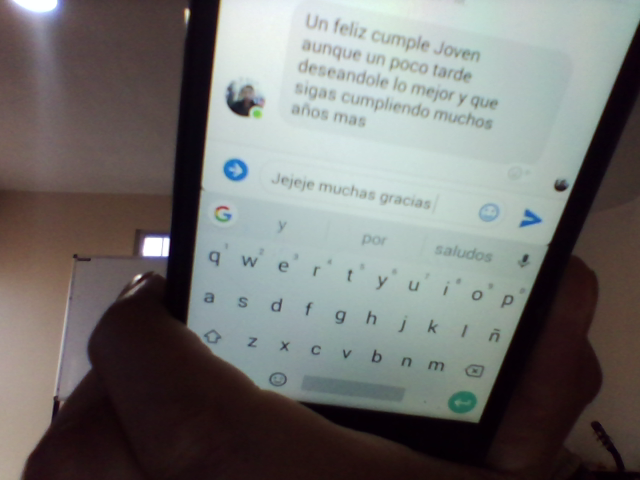 Un feliz cumple Joven
aunque un poco tarde
deseandole lo mejor y que
sigas cumpliendo muchos
años mas
Jejeje muchas gracias
y por saludos
q w e r t y u i o p
a s d f g h j k l ñ
z x c v b n m